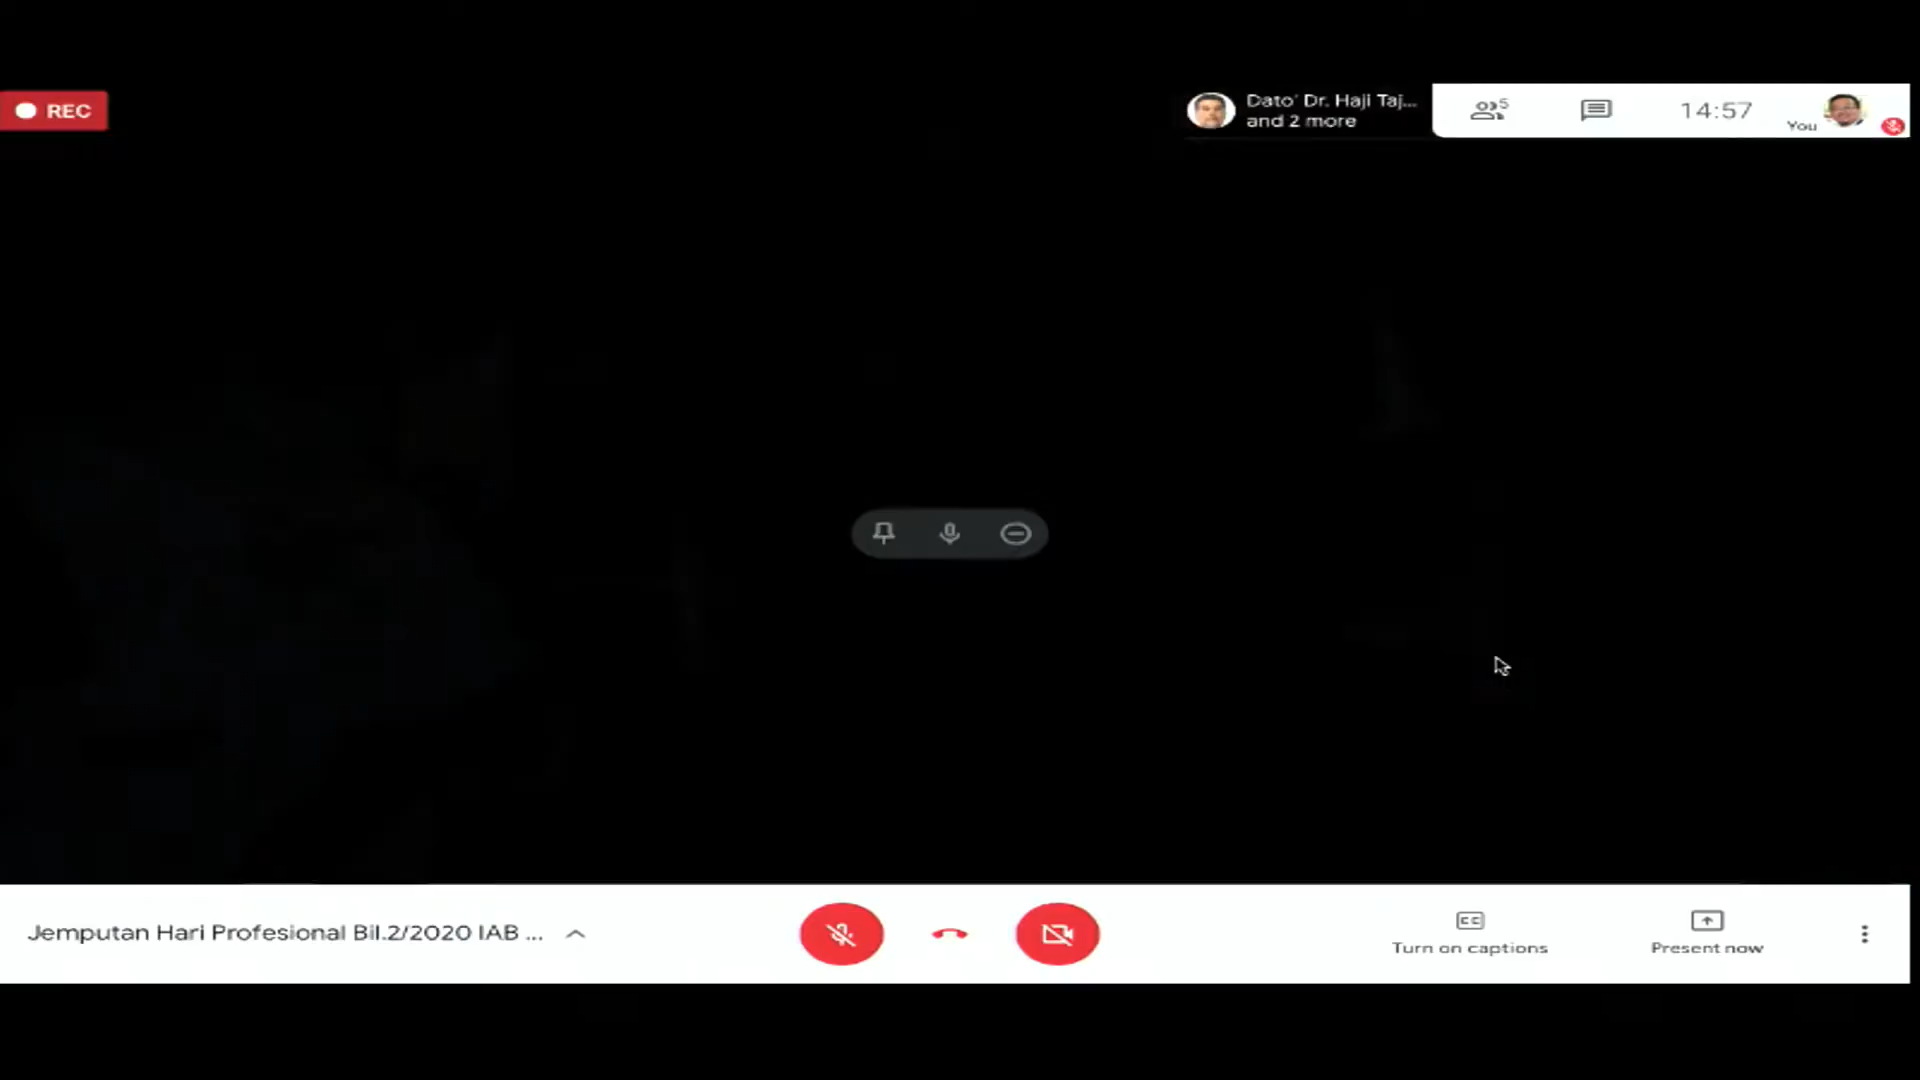 REC
Dato' Dr. Haji Taj...
and 2 more
5
14:57
You
Jemputan Hari Profesional Bil.2/2020 IAB ...
CC
Turn on captions
Present now